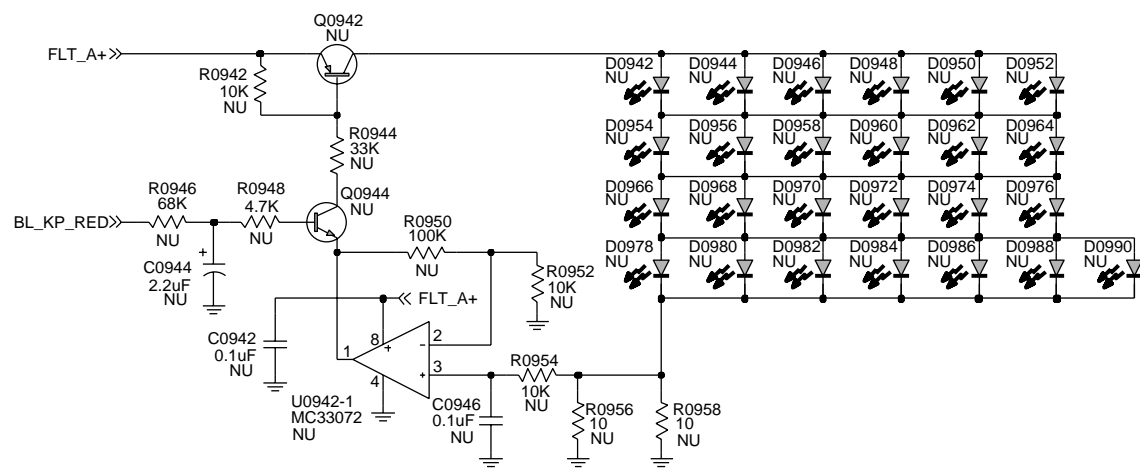 Q0942
NU
FLT_A+
R0942
10K
NU
D0942
NU
D0944
NU
D0946
NU
D0948
NU
D0950
NU
D0952
NU
R0944
33K
NU
D0954
NU
D0956
NU
D0958
NU
D0960
NU
D0962
NU
D0964
NU
R0946
68K
NU
R0948
4.7K
NU
Q0944
NU
D0966
NU
D0968
NU
D0970
NU
D0972
NU
D0974
NU
D0976
NU
BL_KP_RED
R0950
100K
NU
D0978
NU
D0980
NU
D0982
NU
D0984
NU
D0986
NU
D0988
NU
D0990
NU
+
C0944
2.2uF
NU
R0952
10K
NU
FLT_A+
C0942
0.1uF
NU
8
+
1
2
-
3
+
4
U0942-1
MC33072
NU
R0954
10K
NU
C0946
0.1uF
NU
R0956
10
NU
R0958
10
NU